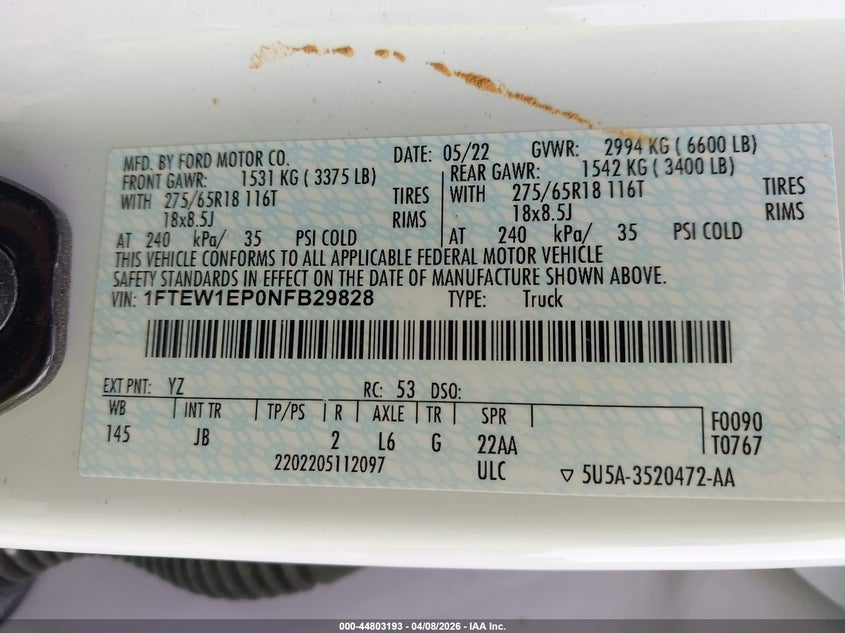 MFD. BY FORD MOTOR CO. DATE: 05/22 GVWR: 2994 KG ( 6600 LB)
FRONT GAWR: 1531 KG ( 3375 LB) REAR GAWR: 1542 KG ( 3400 LB)
WITH 275/65R18 116T TIRES WITH 275/65R18 116T TIRES
18x8.5J RIMS 18x8.5J RIMS
AT 240 kPa/ 35 PSI COLD AT 240 kPa/ 35 PSI COLD
THIS VEHICLE CONFORMS TO ALL APPLICABLE FEDERAL MOTOR VEHICLE
SAFETY STANDARDS IN EFFECT ON THE DATE OF MANUFACTURE SHOWN ABOVE.
VIN: 1FTEW1EP0NFB29828 TYPE: Truck
EXT PNT: YZ RC: 53 DSO:
WB INT TR TP/PS R AXLE TR SPR F0090
145 JB 2 L6 G 22AA T0767
2202205112097 ULC ▽ 5U5A-3520472-AA
000-44803193 - 04/08/2026 - IAA Inc.